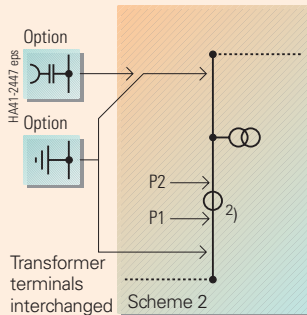 Option
HA41-2447 eps
Option
P2
P1
2)
Transformer
terminals
interchanged
Scheme 2